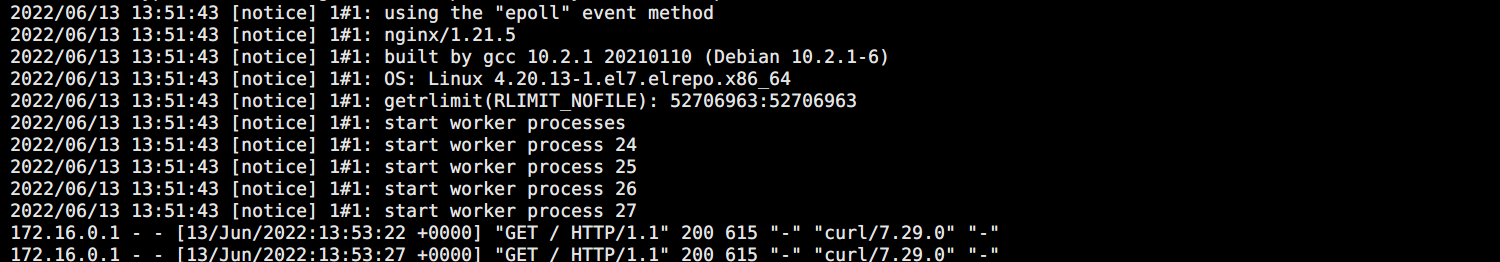 2022/06/13 13:51:43 [notice] 1#1: using the "epoll" event method
2022/06/13 13:51:43 [notice] 1#1: nginx/1.21.5
2022/06/13 13:51:43 [notice] 1#1: built by gcc 10.2.1 20210110 (Debian 10.2.1-6)
2022/06/13 13:51:43 [notice] 1#1: OS: Linux 4.20.13-1.el7.elrepo.x86_64
2022/06/13 13:51:43 [notice] 1#1: getrlimit(RLIMIT_NOFILE): 52706963:52706963
2022/06/13 13:51:43 [notice] 1#1: start worker processes
2022/06/13 13:51:43 [notice] 1#1: start worker process 24
2022/06/13 13:51:43 [notice] 1#1: start worker process 25
2022/06/13 13:51:43 [notice] 1#1: start worker process 26
2022/06/13 13:51:43 [notice] 1#1: start worker process 27
172.16.0.1 - - [13/Jun/2022:13:53:22 +0000] "GET / HTTP/1.1" 200 615 "-" "curl/7.29.0" "-"
172.16.0.1 - - [13/Jun/2022:13:53:27 +0000] "GET / HTTP/1.1" 200 615 "-" "curl/7.29.0" "-"